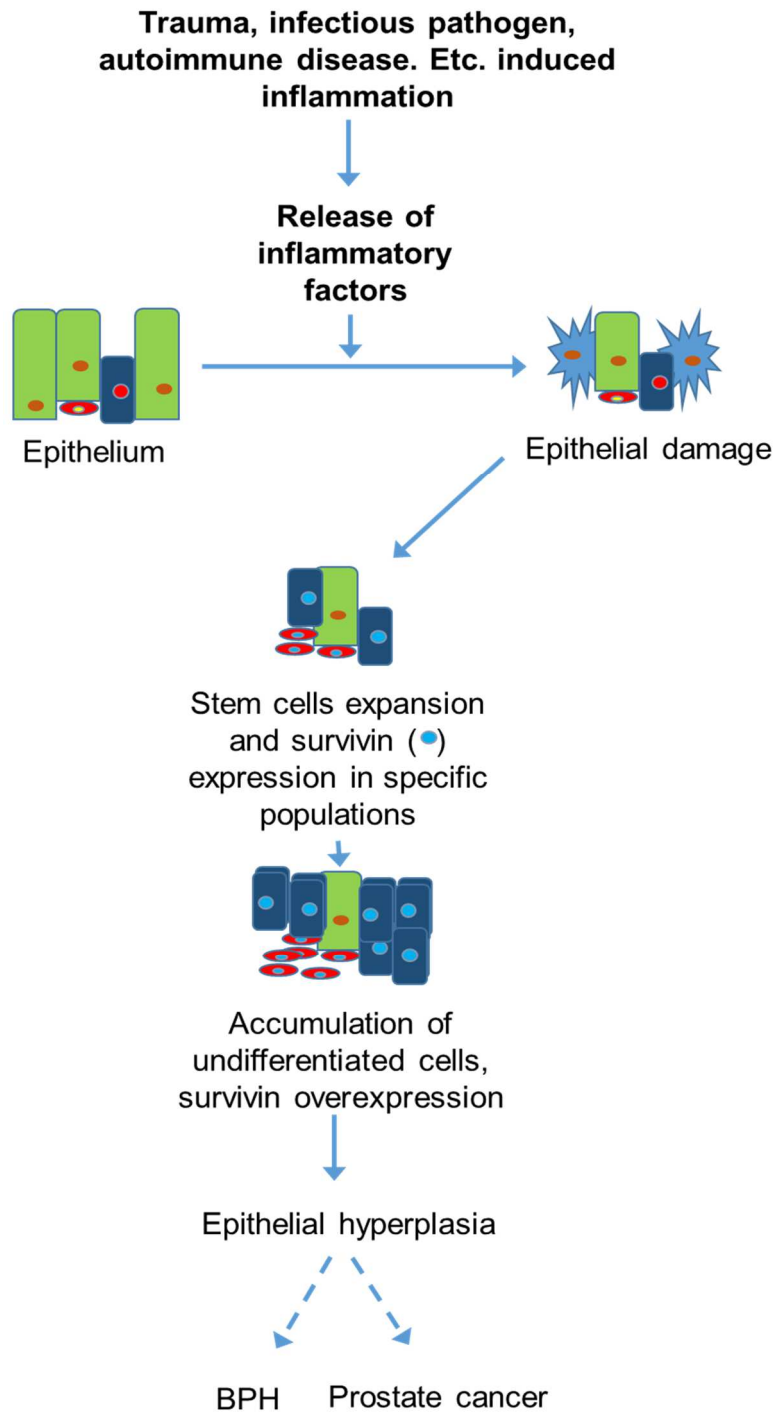 Trauma, infectious pathogen,
autoimmune disease. Etc. induced
inflammation
Release of
inflammatory
factors
Epithelium
Epithelial damage
Stem cells expansion
and survivin ( )
expression in specific
populations
Accumulation of
undifferentiated cells,
survivin overexpression
Epithelial hyperplasia
BPH
Prostate cancer